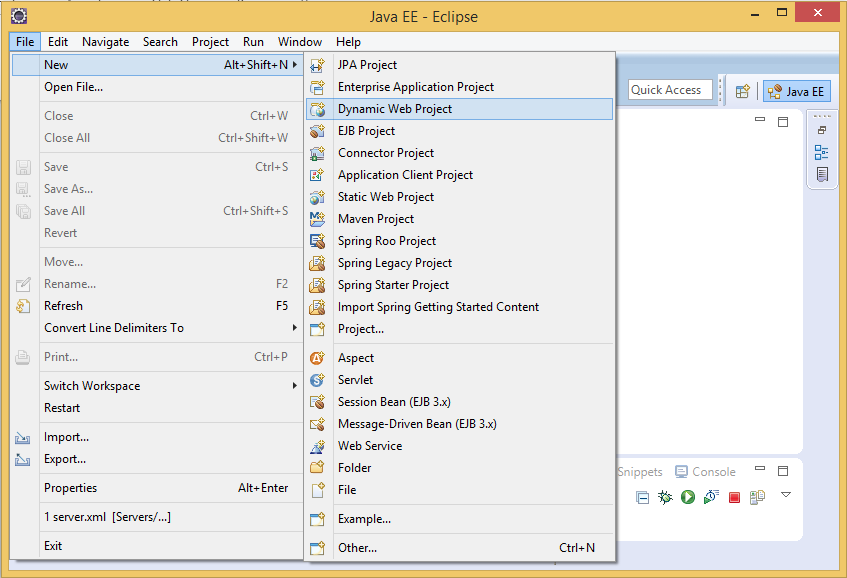 Java EE - Eclipse
File Edit Navigate Search Project Run Window Help
New Alt+Shift+N
Open File...
Close Ctrl+W
Close All Ctrl+Shift+W
Save Ctrl+S
Save As...
Save All Ctrl+Shift+S
Revert
Move...
Rename... F2
Refresh F5
Convert Line Delimiters To
Print... Ctrl+P
Switch Workspace
Restart
Import...
Export...
Properties Alt+Enter
1 server.xml [Servers/...]
Exit
JPA Project
Enterprise Application Project
Dynamic Web Project
EJB Project
Connector Project
Application Client Project
Static Web Project
Maven Project
Spring Roo Project
Spring Legacy Project
Spring Starter Project
Import Spring Getting Started Content
Project...
Aspect
Servlet
Session Bean (EJB 3.x)
Message-Driven Bean (EJB 3.x)
Web Service
Folder
File
Example...
Other... Ctrl+N
Quick Access Java EE
Snippets Console